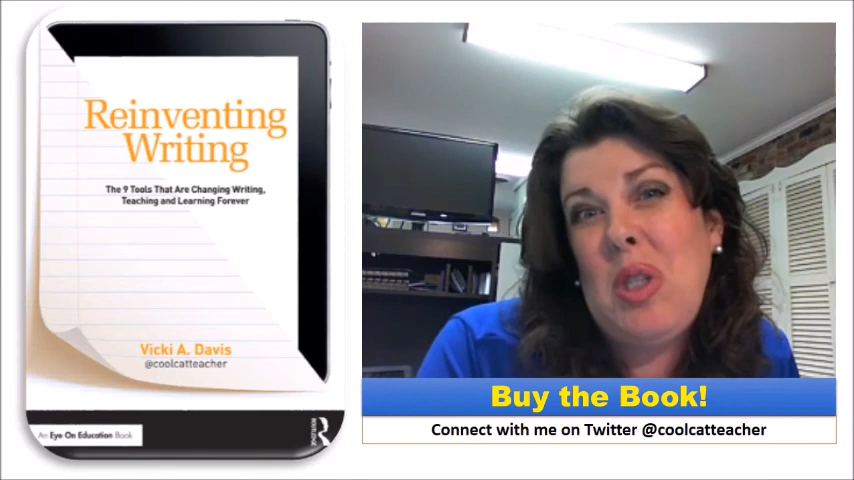 Reinventing
Writing
The 9 Tools That Are Changing Writing,
Teaching and Learning Forever
Vicki A. Davis
@coolcatteacher
An Eye On Education Book
ROUTLEDGE
Buy the Book!
Connect with me on Twitter @coolcatteacher